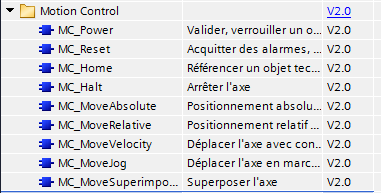 Motion Control V2.0
MC_Power Valider, verrouiller un o... V2.0
MC_Reset Acquitter des alarmes, ... V2.0
MC_Home Référencer un objet tec... V2.0
MC_Halt Arrêter l'axe V2.0
MC_MoveAbsolute Positionnement absolu... V2.0
MC_MoveRelative Positionnement relatif ... V2.0
MC_MoveVelocity Déplacer l'axe avec con... V2.0
MC_MoveJog Déplacer l'axe en marc... V2.0
MC_MoveSuperimpo... Superposer l'axe V2.0